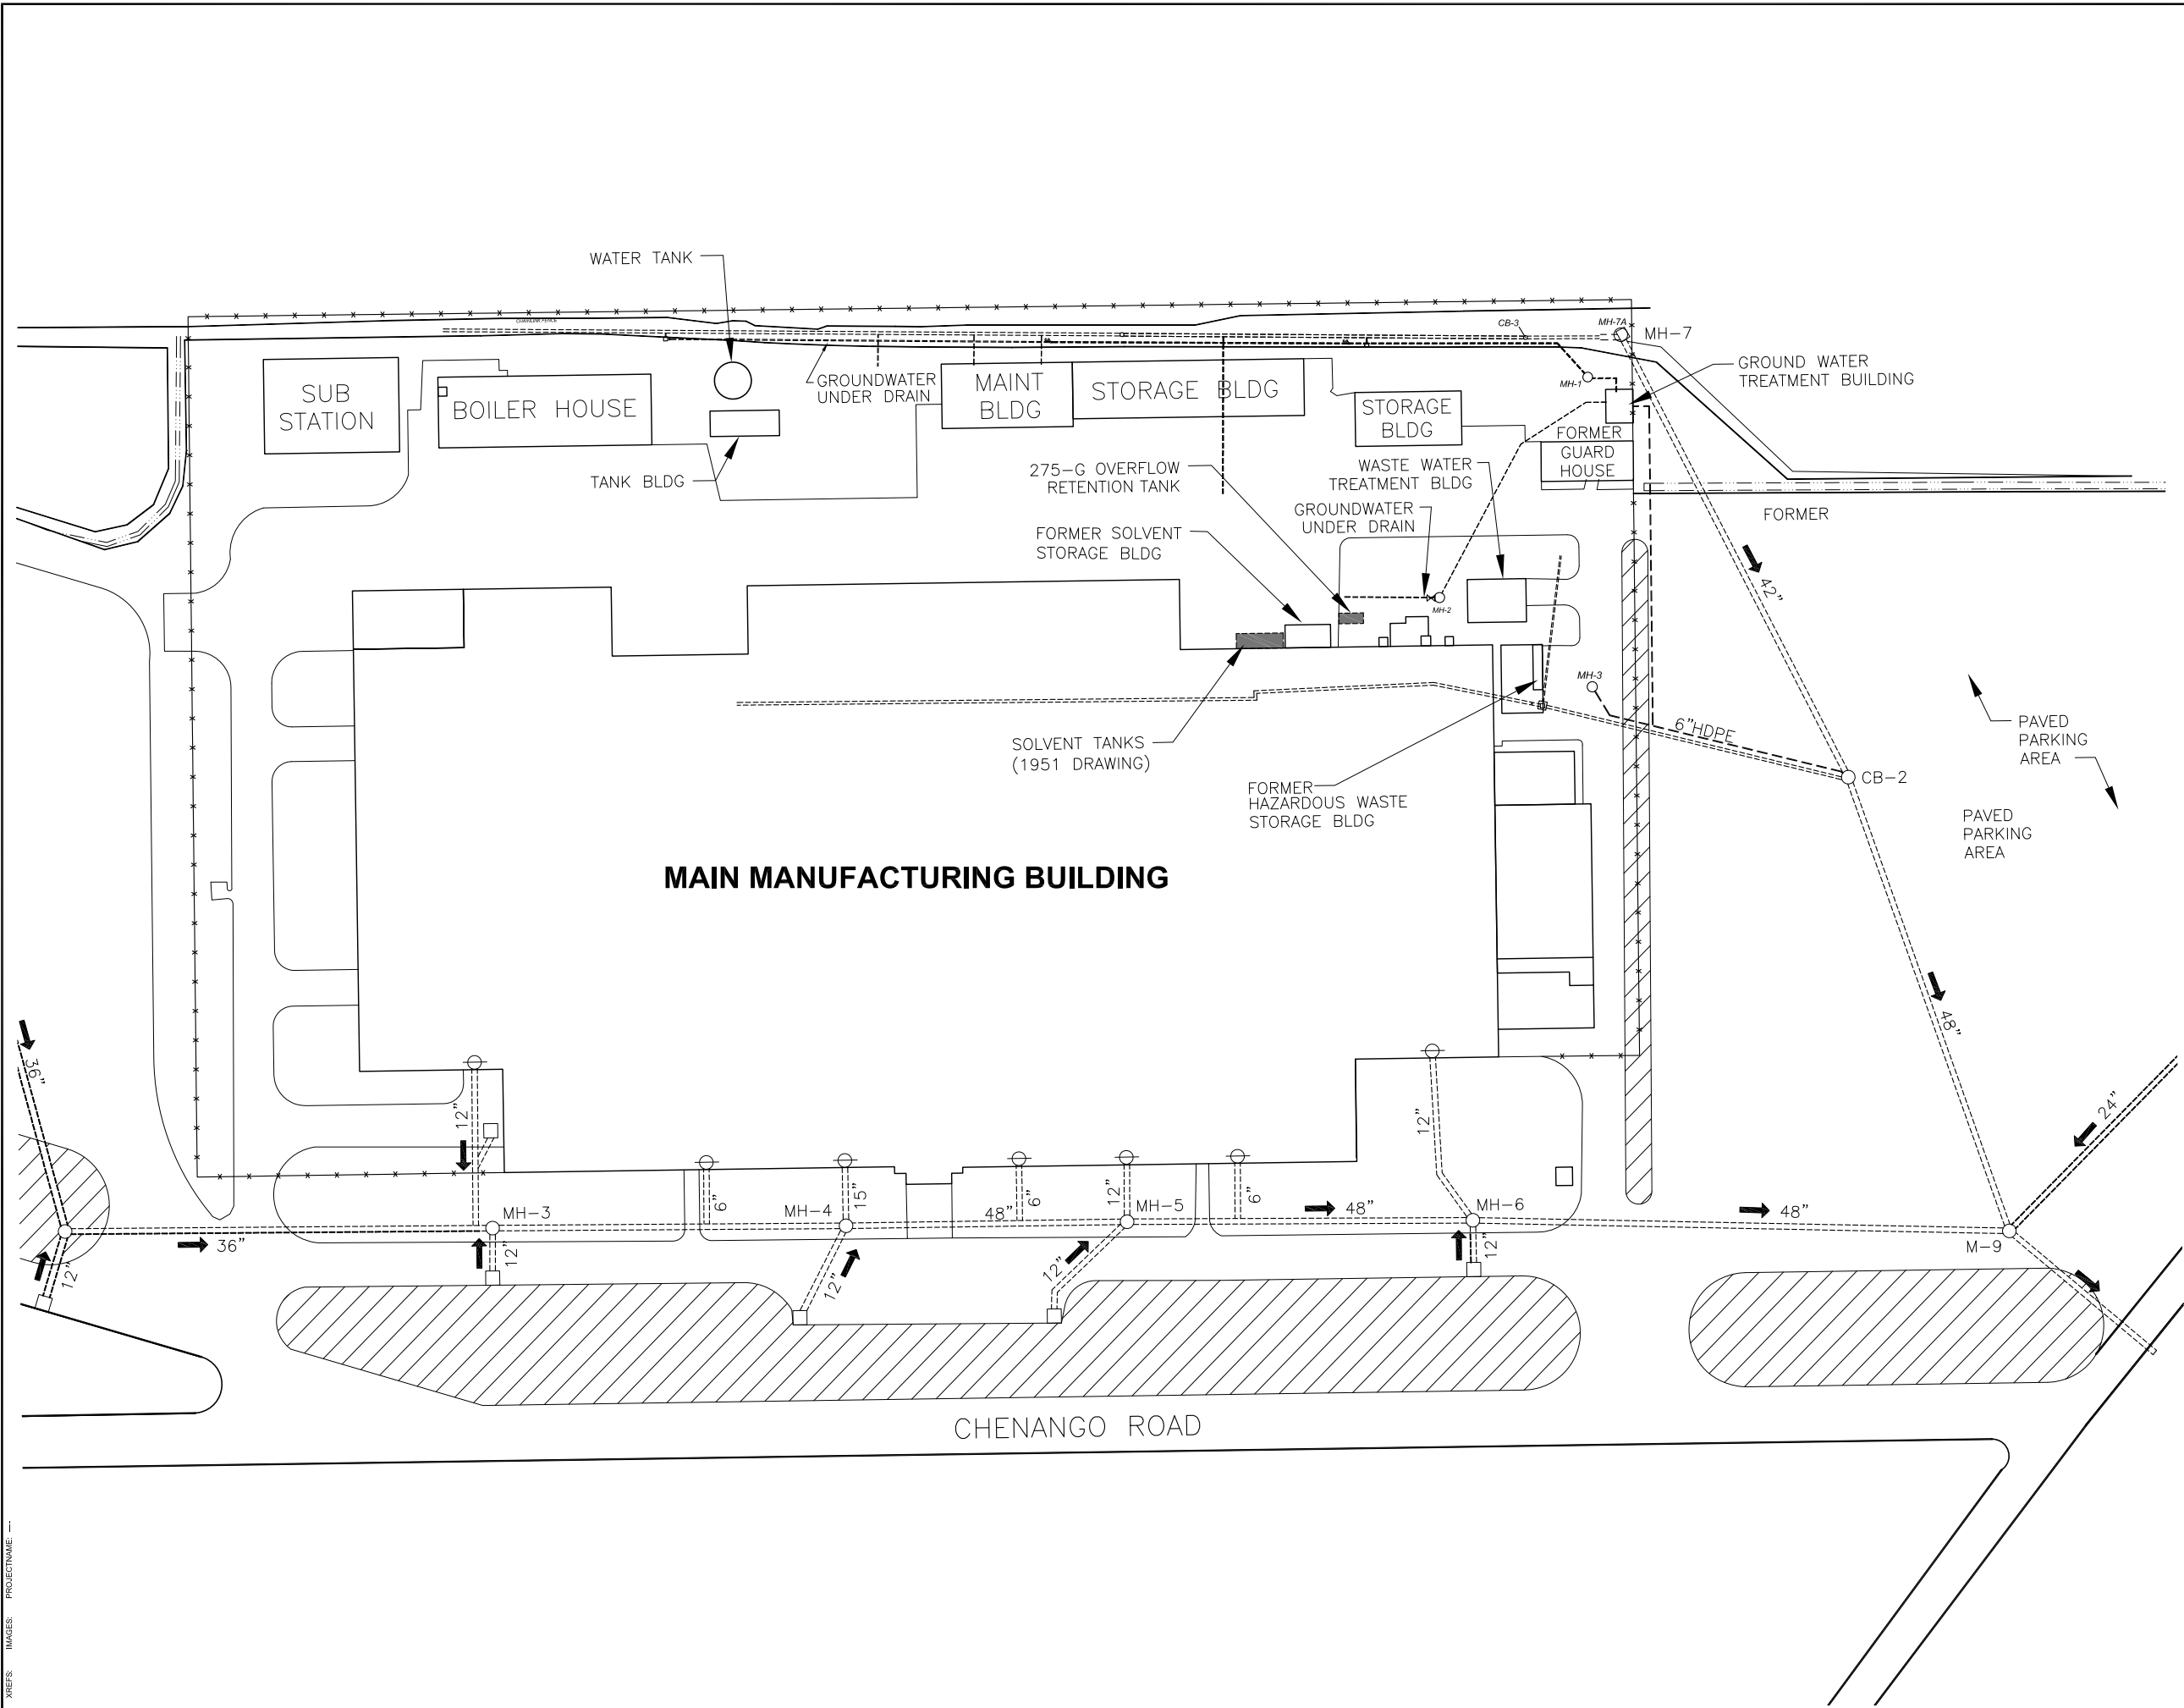 WATER TANK
CHAINLINK FENCE
CB-3
MH-7A
MH-7
GROUND WATER
TREATMENT BUILDING
SUB
STATION
BOILER HOUSE
GROUNDWATER
UNDER DRAIN
MAINT
BLDG
STORAGE BLDG
MH-1
STORAGE
BLDG
FORMER
GUARD
HOUSE
TANK BLDG
275-G OVERFLOW
RETENTION TANK
WASTE WATER
TREATMENT BLDG
GROUNDWATER
UNDER DRAIN
FORMER
FORMER SOLVENT
STORAGE BLDG
42"
MH-2
MH-3
6"HDPE
PAVED
PARKING
AREA
SOLVENT TANKS
(1951 DRAWING)
CB-2
FORMER
HAZARDOUS WASTE
STORAGE BLDG
PAVED
PARKING
AREA
MAIN MANUFACTURING BUILDING
48"
36"
12"
12"
24"
6"
15"
6"
12"
6"
MH-3
MH-4
48"
MH-5
48"
MH-6
48"
36"
12"
12"
12"
12"
12"
M-9
CHENANGO ROAD
XREFS: IMAGES: PROJECTNAME: ---